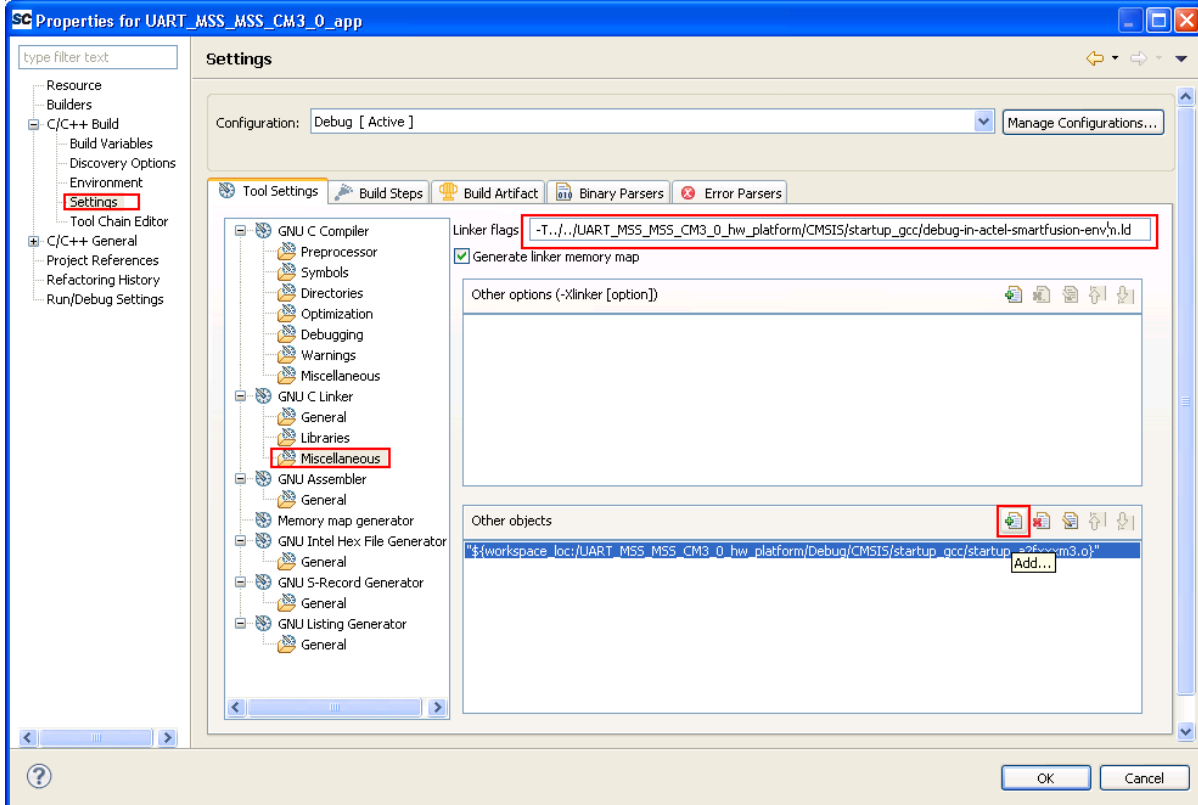 SC Properties for UART_MSS_MSS_CM3_0_app
type filter text
Resource
Builders
C/C++ Build
Build Variables
Discovery Options
Environment
Settings
Tool Chain Editor
C/C++ General
Project References
Refactoring History
Run/Debug Settings
Settings
Configuration: Debug [ Active ]
Manage Configurations...
Tool Settings
Build Steps
Build Artifact
Binary Parsers
Error Parsers
GNU C Compiler
Preprocessor
Symbols
Directories
Optimization
Debugging
Warnings
Miscellaneous
GNU C Linker
General
Libraries
Miscellaneous
GNU Assembler
General
Memory map generator
GNU Intel Hex File Generator
General
GNU S-Record Generator
General
GNU Listing Generator
General
Linker flags -T../../UART_MSS_MSS_CM3_0_hw_platform/CMSIS/startup_gcc/debug-in-actel-smartfusion-envn.ld
Generate linker memory map
Other options (-Xlinker [option])
Other objects
"${workspace_loc:/UART_MSS_MSS_CM3_0_hw_platform/Debug/CMSIS/startup_gcc/startup_a2fxxxm3.o}"
Add...
OK
Cancel